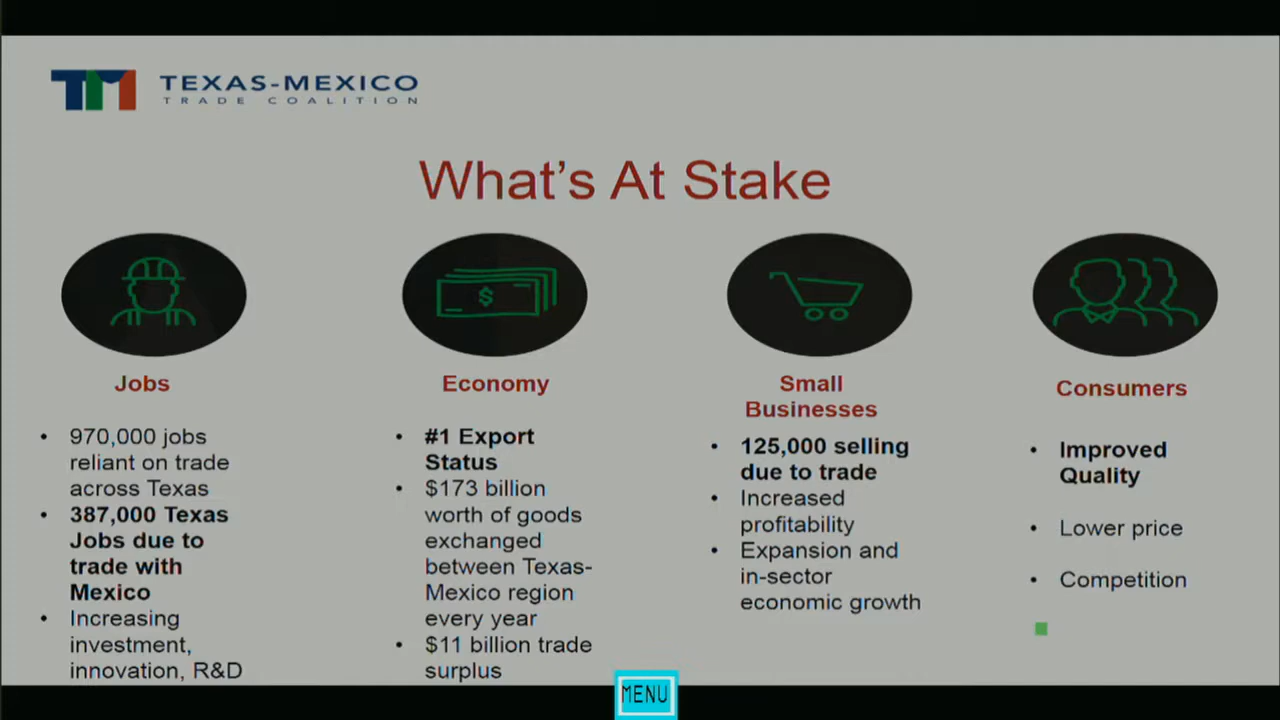 TEXAS-MEXICO
TRADE COALITION
What's At Stake
Jobs
• 970,000 jobs
reliant on trade
across Texas
• 387,000 Texas
Jobs due to
trade with
Mexico
• Increasing
investment,
innovation, R&D
Economy
• #1 Export
Status
• $173 billion
worth of goods
exchanged
between Texas-
Mexico region
every year
• $11 billion trade
surplus
Small
Businesses
• 125,000 selling
due to trade
• Increased
profitability
• Expansion and
in-sector
economic growth
Consumers
• Improved
Quality
• Lower price
• Competition
MENU